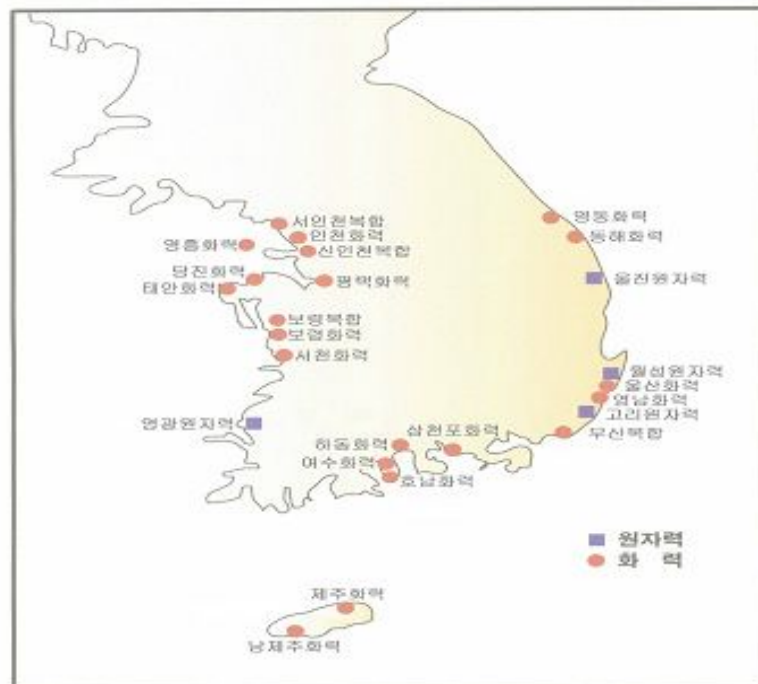 서인천복합
인천화력
영흥화력
신인천복합
당진화력
태안화력
평택화력
보령복합
보령화력
서천화력
영광원자력
영동화력
동해화력
울진원자력
월성원자력
울산화력
영남화력
고리원자력
부산복합
삼천포화력
하동화력
여수화력
호남화력
원자력
화 력
제주화력
남제주화력